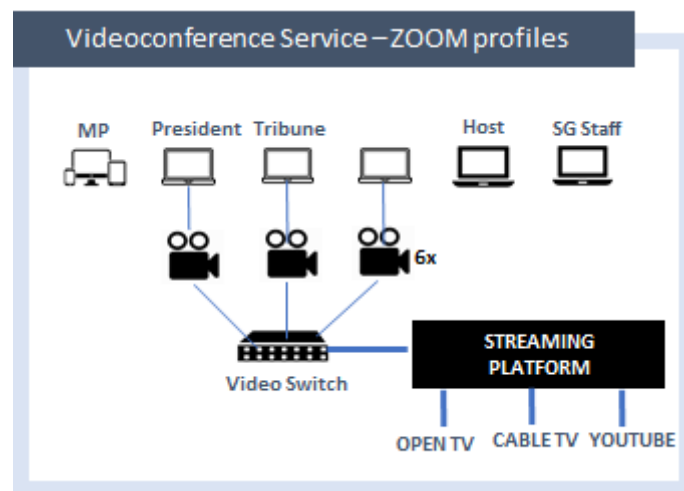 Videoconference Service – ZOOM profiles
MP President Tribune Host SG Staff
6x
Video Switch
STREAMING
PLATFORM
OPEN TV CABLE TV YOUTUBE